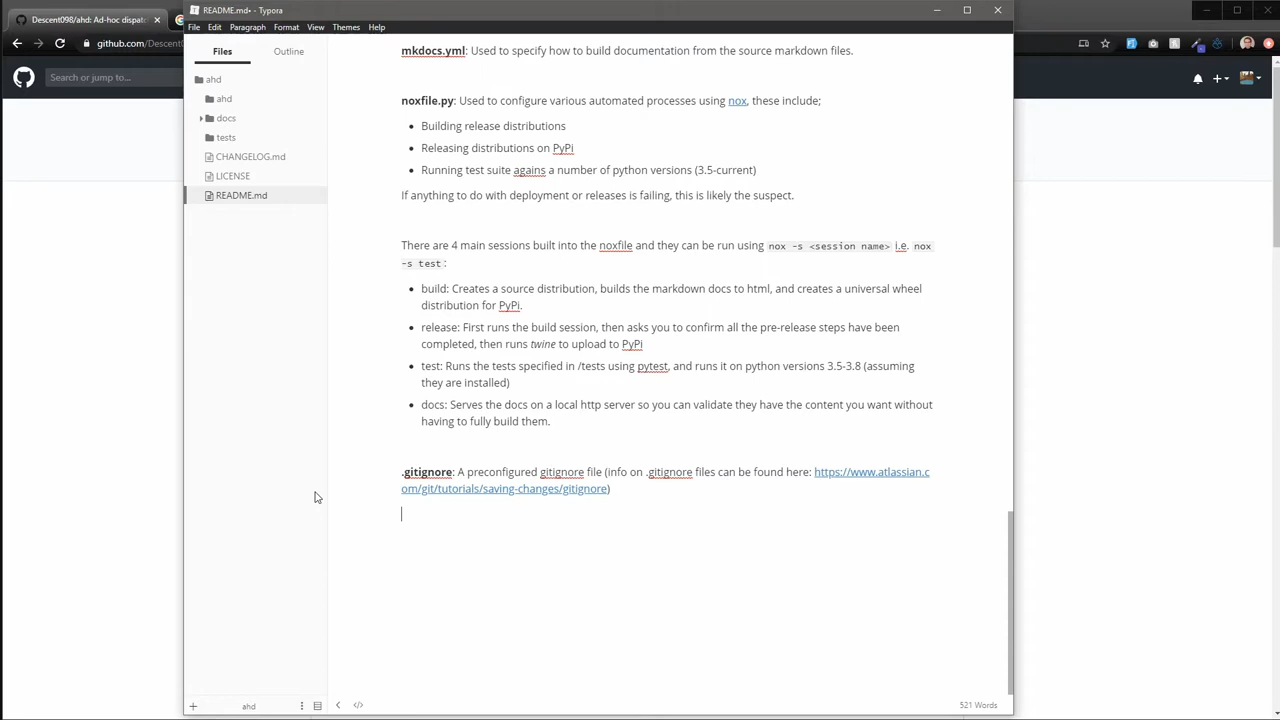 Descent098/ahd: Ad-hoc dispatc
README.md• - Typora
File Edit Paragraph Format View Themes Help
github.com/Descent
Search or jump to...
Files Outline
ahd
ahd
docs
tests
CHANGELOG.md
LICENSE
README.md
mkdocs.yml: Used to specify how to build documentation from the source markdown files.
noxfile.py: Used to configure various automated processes using nox, these include;
Building release distributions
Releasing distributions on PyPi
Running test suite agains a number of python versions (3.5-current)
If anything to do with deployment or releases is failing, this is likely the suspect.
There are 4 main sessions built into the noxfile and they can be run using nox -s <session name> i.e. nox
-s test:
build: Creates a source distribution, builds the markdown docs to html, and creates a universal wheel
distribution for PyPi.
release: First runs the build session, then asks you to confirm all the pre-release steps have been
completed, then runs twine to upload to PyPi
test: Runs the tests specified in /tests using pytest, and runs it on python versions 3.5-3.8 (assuming
they are installed)
docs: Serves the docs on a local http server so you can validate they have the content you want without
having to fully build them.
.gitignore: A preconfigured gitignore file (info on .gitignore files can be found here: https://www.atlassian.c
om/git/tutorials/saving-changes/gitignore)
ahd
521 Words